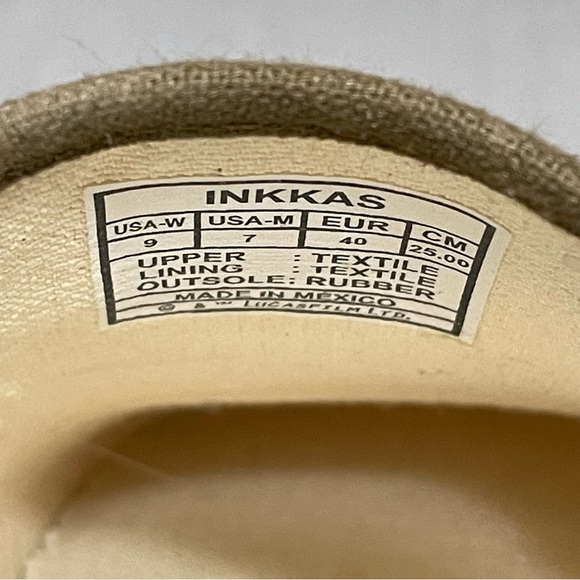 INKKAS
USA-W USA-M EUR CM
9 7 40 25.00
UPPER : TEXTILE
LINING : TEXTILE
OUTSOLE: RUBBER
MADE IN MEXICO
© & ™ LUCASFILM LTD.